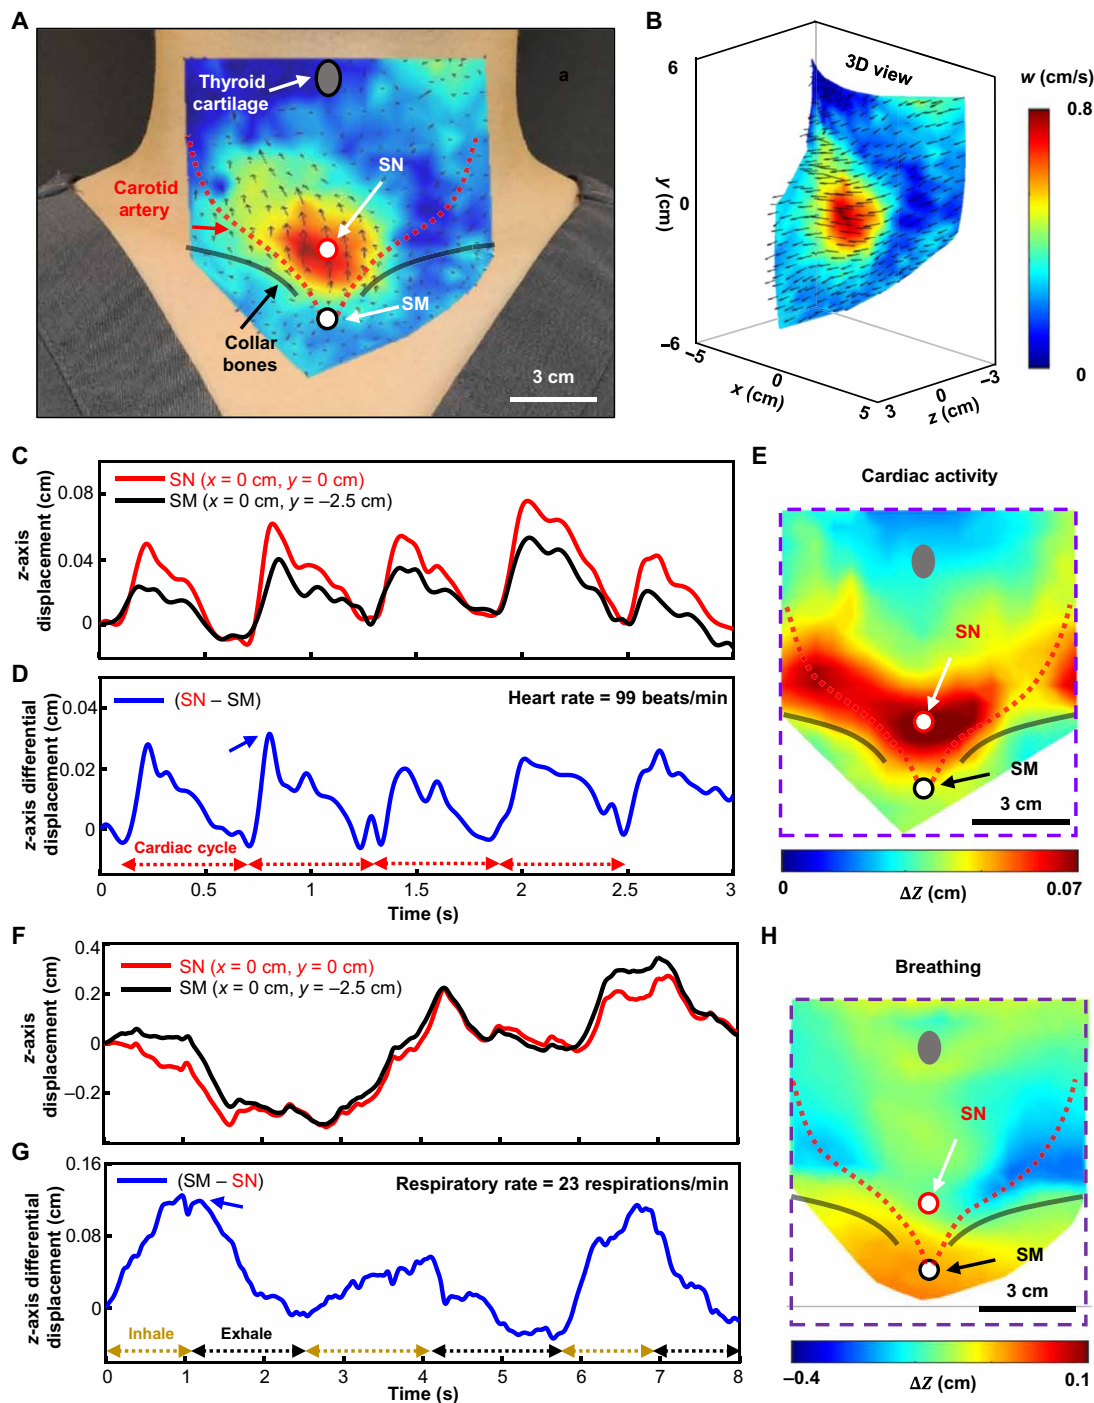 A
Thyroid
cartilage
a
SN
Carotid
artery
SM
Collar
bones
3 cm
B
3D view
w (cm/s)
0.8
0
6
y (cm)
0
–6
–5
x (cm)
0
5
3
0
z (cm)
–3
C
SN (x = 0 cm, y = 0 cm)
SM (x = 0 cm, y = –2.5 cm)
z-axis
displacement (cm)
0.08
0.04
0
D
(SN – SM)
Heart rate = 99 beats/min
z-axis differential
displacement (cm)
0.04
0.02
0
Cardiac cycle
0 0.5 1 1.5 2 2.5 3
Time (s)
E
Cardiac activity
SN
SM
3 cm
0 0.07
ΔZ (cm)
F
SN (x = 0 cm, y = 0 cm)
SM (x = 0 cm, y = –2.5 cm)
z-axis
displacement (cm)
0.4
0.2
0
–0.2
G
(SM – SN)
Respiratory rate = 23 respirations/min
z-axis differential
displacement (cm)
0.16
0.08
0
Inhale
Exhale
0 1 2 3 4 5 6 7 8
Time (s)
H
Breathing
SN
SM
3 cm
–0.4 0.1
ΔZ (cm)